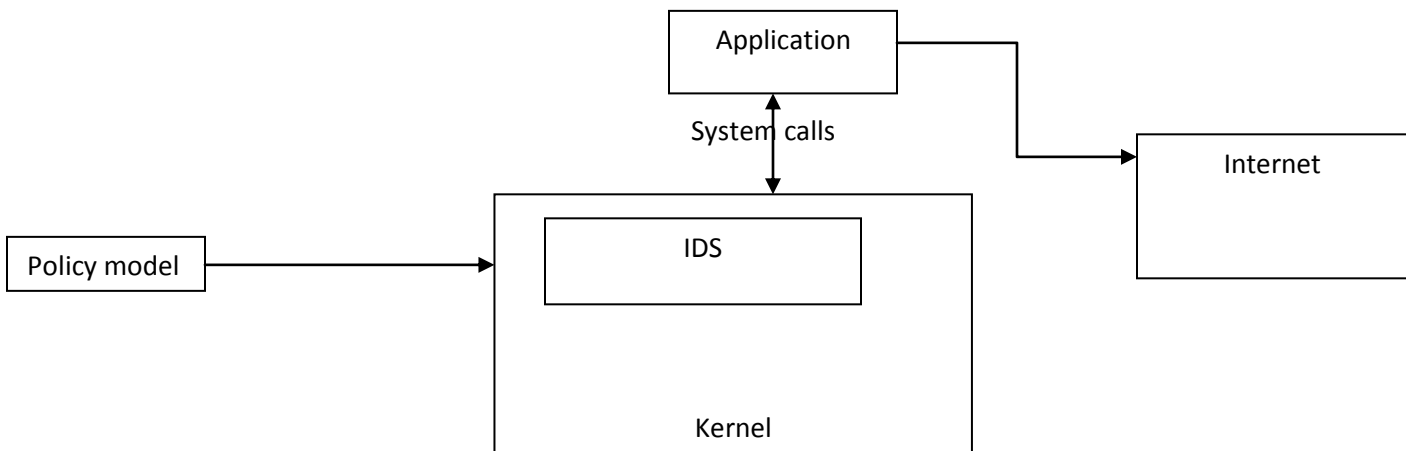 Application
System calls
Internet
IDS
Policy model
Kernel